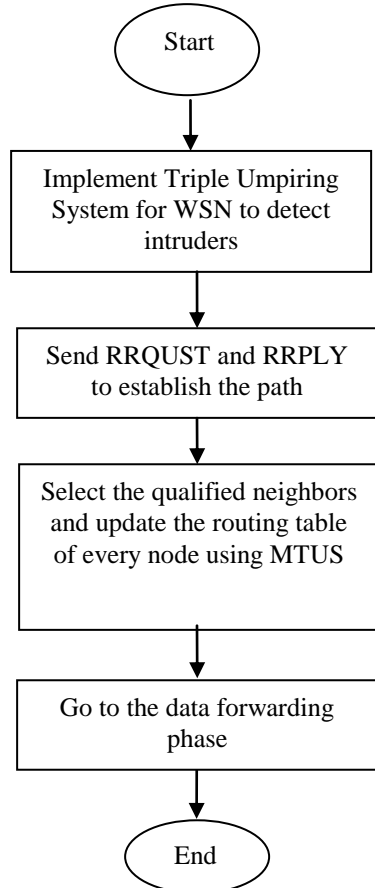 Start
Implement Triple Umpiring
System for WSN to detect
intruders
Send RRQUST and RRPLY
to establish the path
Select the qualified neighbors
and update the routing table
of every node using MTUS
Go to the data forwarding
phase
End